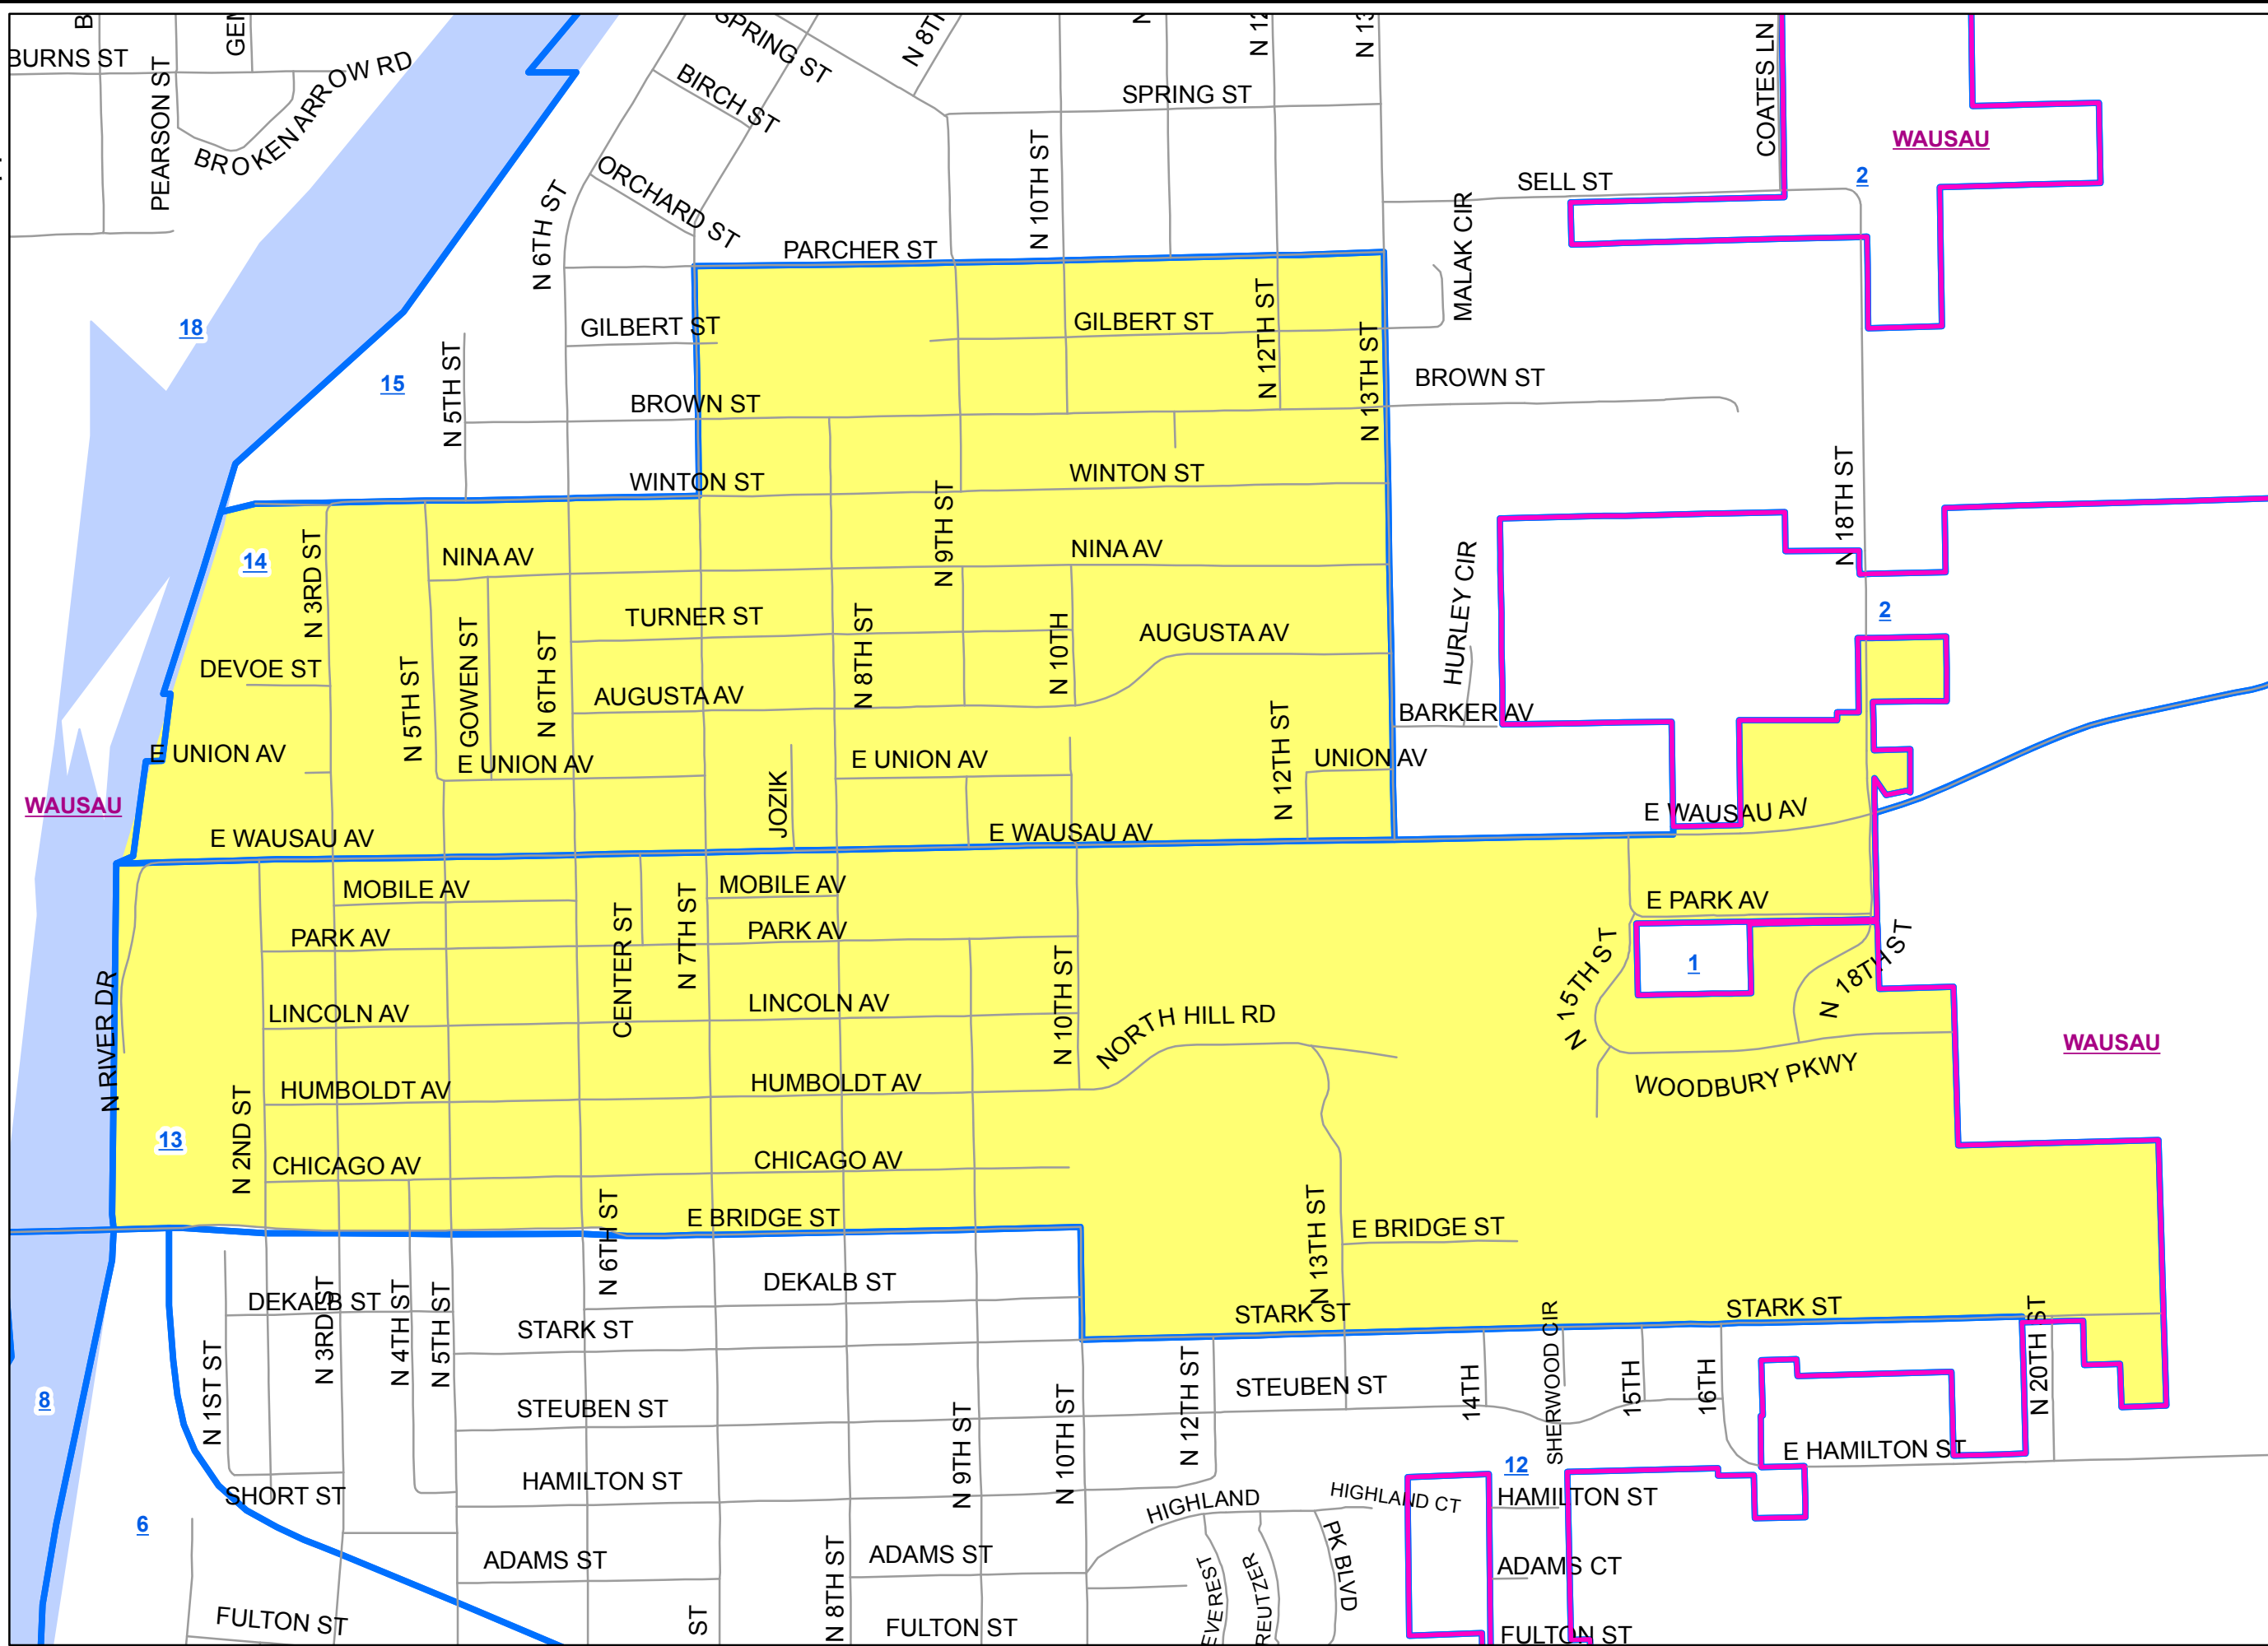 BURNS ST
PEARSON ST
BROKEN ARROW RD
SPRING ST
N 8TH
BIRCH ST
SPRING ST
N 12
N 13
COATES LN
WAUSAU
2
ORCHARD ST
N 10TH ST
SELL ST
MALAK CIR
N 6TH ST
PARCHER ST
18
GILBERT ST
GILBERT ST
N 12TH ST
N 13TH ST
15
N 5TH ST
BROWN ST
BROWN ST
WINTON ST
WINTON ST
N 18TH ST
14
N 3RD ST
NINA AV
N 9TH ST
NINA AV
HURLEY CIR
2
TURNER ST
AUGUSTA AV
DEVOE ST
N 5TH ST
GOWEN ST
N 6TH ST
AUGUSTA AV
N 8TH ST
N 10TH
BARKER AV
E UNION AV
E UNION AV
JOZIK
E UNION AV
N 12TH ST
UNION AV
WAUSAU
E WAUSAU AV
E WAUSAU AV
E WAUSAU AV
MOBILE AV
MOBILE AV
E PARK AV
PARK AV
CENTER ST
N 7TH ST
PARK AV
N 15TH ST
1
N 18TH ST
N RIVER DR
LINCOLN AV
LINCOLN AV
N 10TH ST
NORTH HILL RD
WAUSAU
HUMBOLDT AV
HUMBOLDT AV
WOODBURY PKWY
13
N 2ND ST
CHICAGO AV
CHICAGO AV
N 6TH ST
E BRIDGE ST
N 13TH ST
E BRIDGE ST
DEKALB ST
DEKALB ST
N 3RD ST
N 4TH ST
N 5TH ST
STARK ST
STARK ST
STARK ST
N 20TH ST
N 1ST ST
8
STEUBEN ST
N 9TH ST
N 10TH ST
N 12TH ST
STEUBEN ST
14TH
SHERWOOD CIR
15TH
16TH
E HAMILTON ST
12
SHORT ST
HAMILTON ST
HIGHLAND
HIGHLAND CT
HAMILTON ST
6
ADAMS ST
N 8TH ST
ADAMS ST
EVEREST
REUTZER
PK BLVD
ADAMS CT
FULTON ST
ST
FULTON ST
FULTON ST